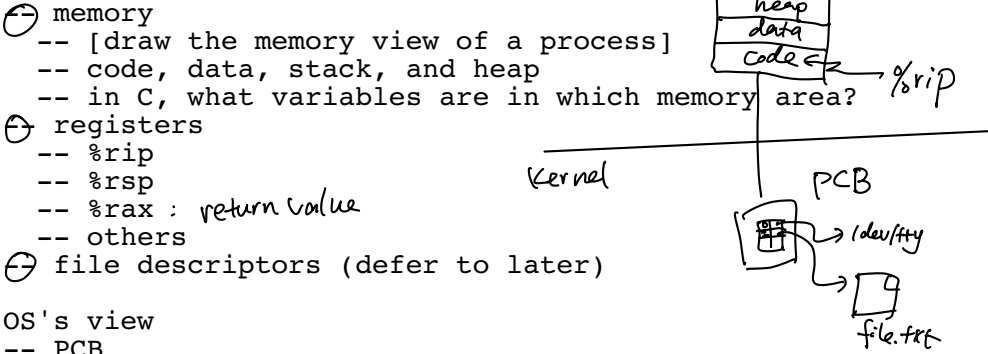 -- memory
heap
-- [draw the memory view of a process]
data
-- code, data, stack, and heap
code
%rip
-- in C, what variables are in which memory area?
-- registers
-- %rip
Kernel
PCB
-- %rsp
-- %rax : return value
-- others
/dev/tty
-- file descriptors (defer to later)
file.txt
OS's view
-- PCB